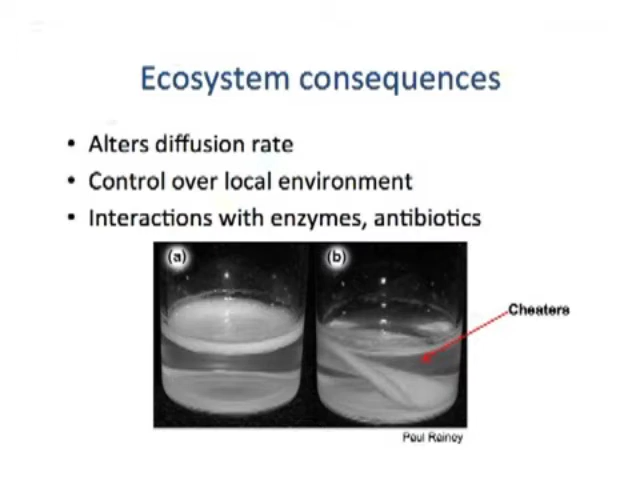 Ecosystem consequences
• Alters diffusion rate
• Control over local environment
• Interactions with enzymes, antibiotics
(a)
(b)
Cheaters
Paul Rainey